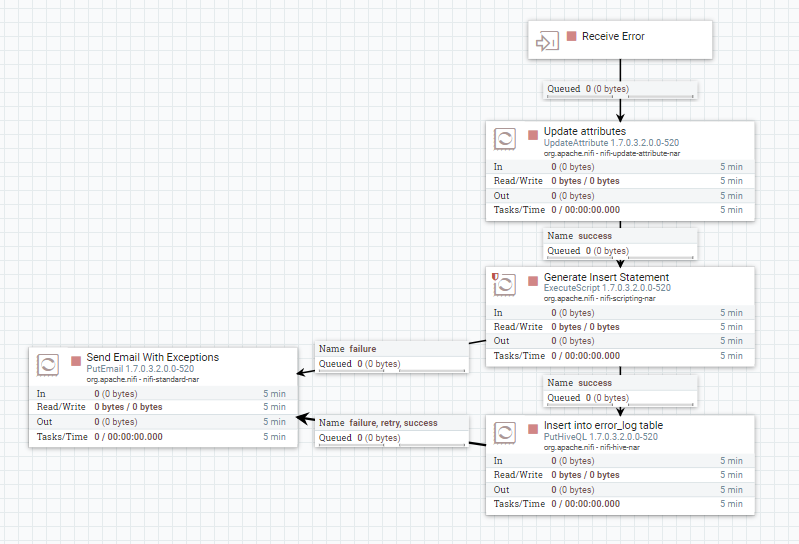 Receive Error
Queued 0 (0 bytes)
Update attributes
UpdateAttribute 1.7.0.3.2.0.0-520
org.apache.nifi - nifi-update-attribute-nar
In 0 (0 bytes) 5 min
Read/Write 0 bytes / 0 bytes 5 min
Out 0 (0 bytes) 5 min
Tasks/Time 0 / 00:00:00.000 5 min
Name success
Queued 0 (0 bytes)
Generate Insert Statement
ExecuteScript 1.7.0.3.2.0.0-520
org.apache.nifi - nifi-scripting-nar
In 0 (0 bytes) 5 min
Read/Write 0 bytes / 0 bytes 5 min
Out 0 (0 bytes) 5 min
Tasks/Time 0 / 00:00:00.000 5 min
Name failure
Queued 0 (0 bytes)
Send Email With Exceptions
PutEmail 1.7.0.3.2.0.0-520
org.apache.nifi - nifi-standard-nar
In 0 (0 bytes) 5 min
Read/Write 0 bytes / 0 bytes 5 min
Out 0 (0 bytes) 5 min
Tasks/Time 0 / 00:00:00.000 5 min
Name success
Queued 0 (0 bytes)
Name failure, retry, success
Queued 0 (0 bytes)
Insert into error_log table
PutHiveQL 1.7.0.3.2.0.0-520
org.apache.nifi - nifi-hive-nar
In 0 (0 bytes) 5 min
Read/Write 0 bytes / 0 bytes 5 min
Out 0 (0 bytes) 5 min
Tasks/Time 0 / 00:00:00.000 5 min